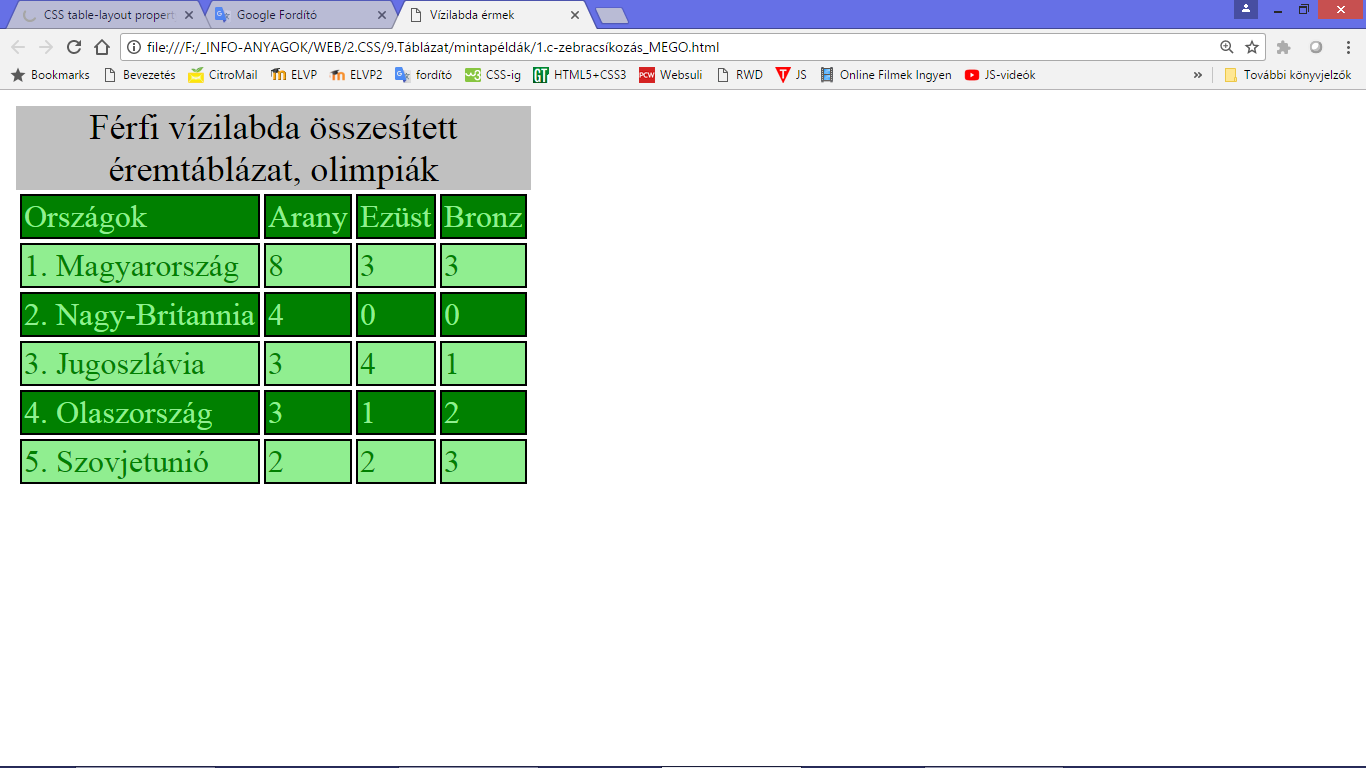 CSS table-layout propert
Google Fordító
Vízilabda érmek
file:///F:/_INFO-ANYAGOK/WEB/2.CSS/9.Táblázat/mintapéldák/1.c-zebracsíkozás_MEGO.html
Bookmarks Bevezetés CitroMail ELVP ELVP2 fordító CSS-ig HTML5+CSS3 Websuli RWD JS Online Filmek Ingyen JS-videók » További könyvjelzők
Férfi vízilabda összesített
éremtáblázat, olimpiák
Országok Arany Ezüst Bronz
1. Magyarország 8 3 3
2. Nagy-Britannia 4 0 0
3. Jugoszlávia 3 4 1
4. Olaszország 3 1 2
5. Szovjetunió 2 2 3